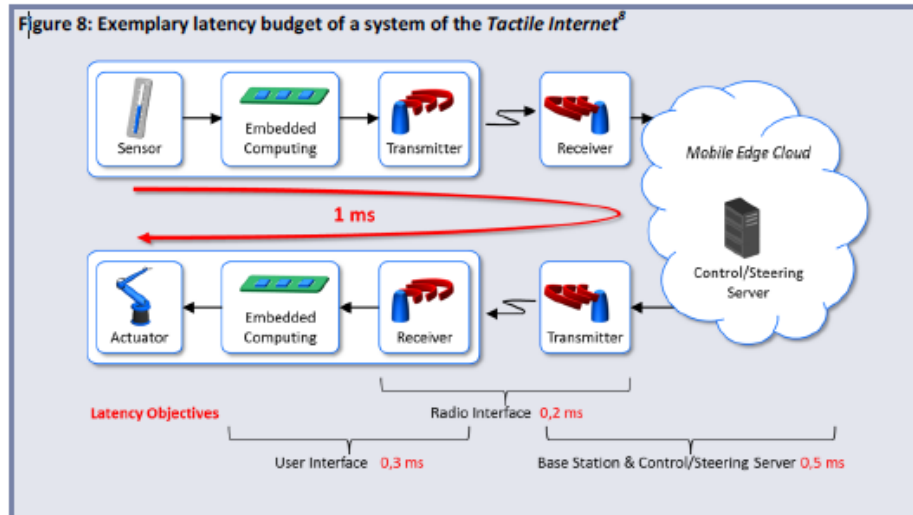 Figure 8: Exemplary latency budget of a system of the Tactile Internet8
Sensor
Embedded
Computing
Transmitter
Receiver
Mobile Edge Cloud
1 ms
Control/Steering
Server
Actuator
Embedded
Computing
Receiver
Transmitter
Latency Objectives
Radio Interface 0,2 ms
User Interface 0,3 ms
Base Station & Control/Steering Server 0,5 ms